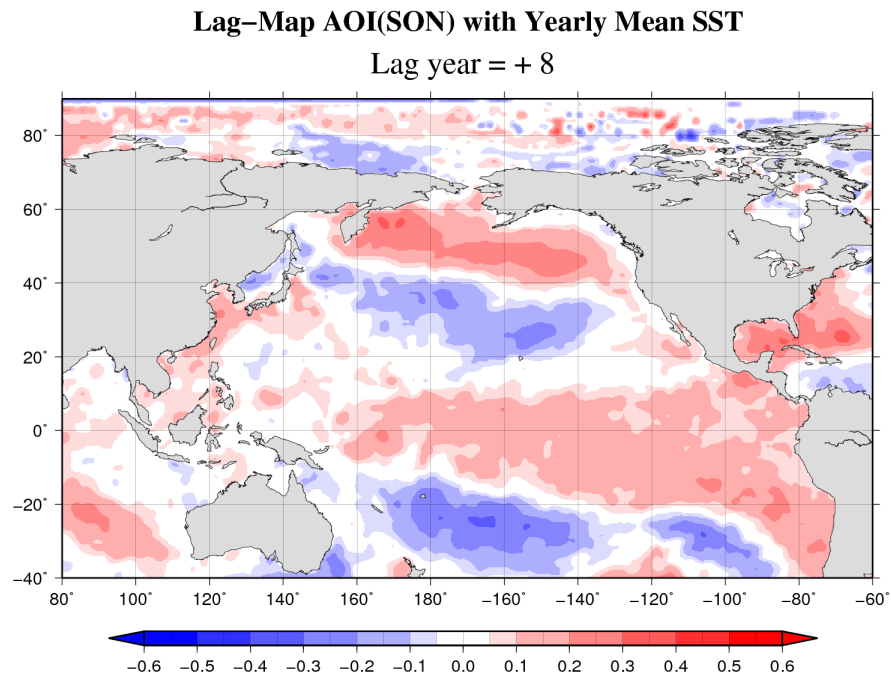 Lag−Map AOI(SON) with Yearly Mean SST
Lag year = + 8
80˚
60˚
40˚
20˚
0˚
−20˚
−40˚
80˚ 100˚ 120˚ 140˚ 160˚ 180˚ −160˚ −140˚ −120˚ −100˚ −80˚ −60˚
−0.6 −0.5 −0.4 −0.3 −0.2 −0.1 0.0 0.1 0.2 0.3 0.4 0.5 0.6